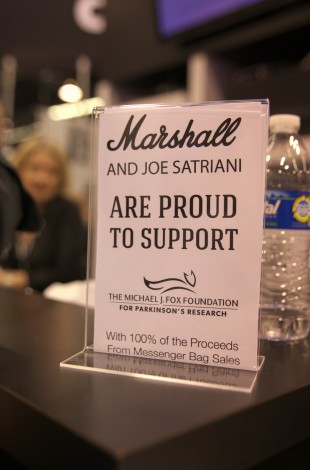 Marshall
AND JOE SATRIANI
ARE PROUD
TO SUPPORT
THE MICHAEL J. FOX FOUNDATION
FOR PARKINSON'S RESEARCH
With 100% of the Proceeds
From Messenger Bag Sales